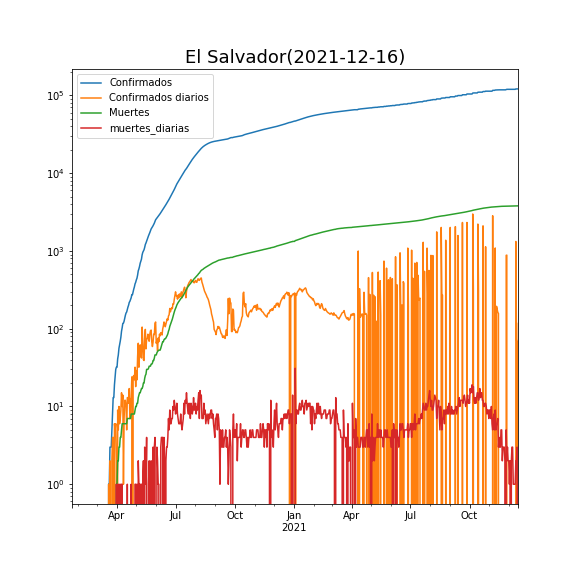 El Salvador(2021-12-16)
Confirmados
Confirmados diarios
Muertes
muertes_diarias
10⁵
10⁴
10³
10²
10¹
10⁰
Apr Jul Oct Jan Apr Jul Oct
2021